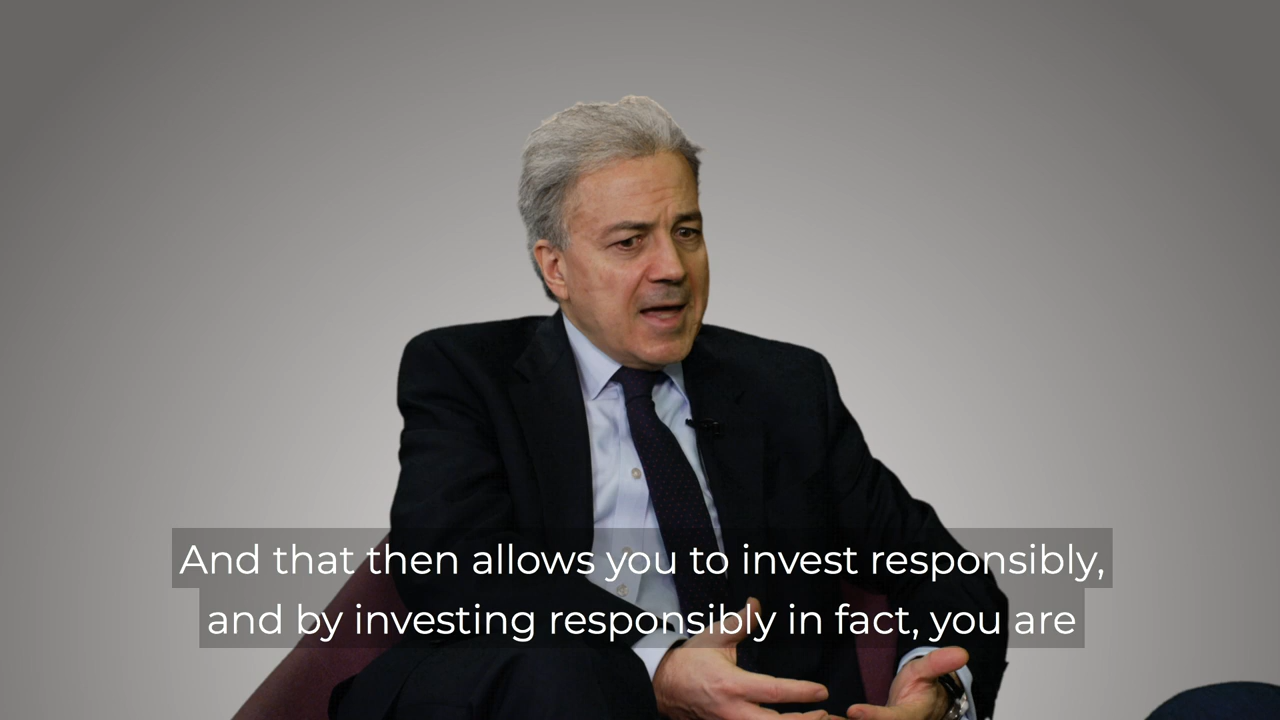 And that then allows you to invest responsibly,
and by investing responsibly in fact, you are